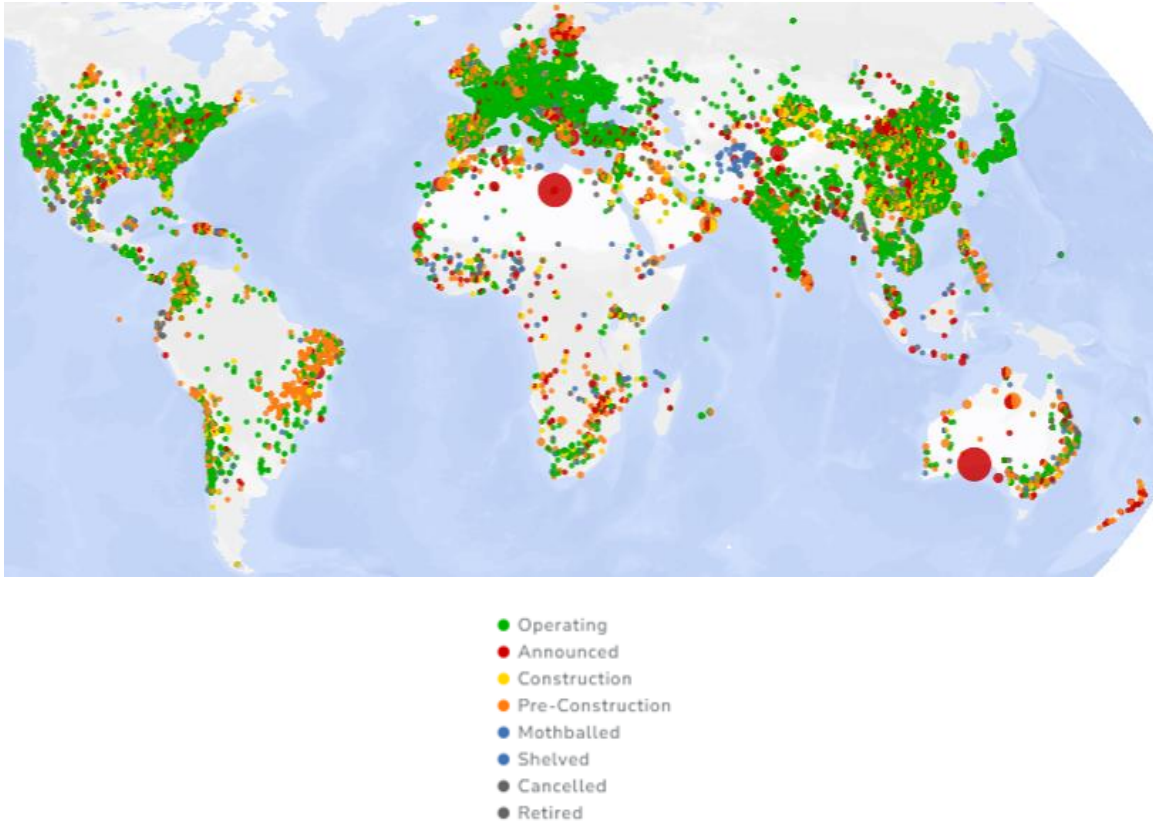 Operating
Announced
Construction
Pre-Construction
Mothballed
Shelved
Cancelled
Retired